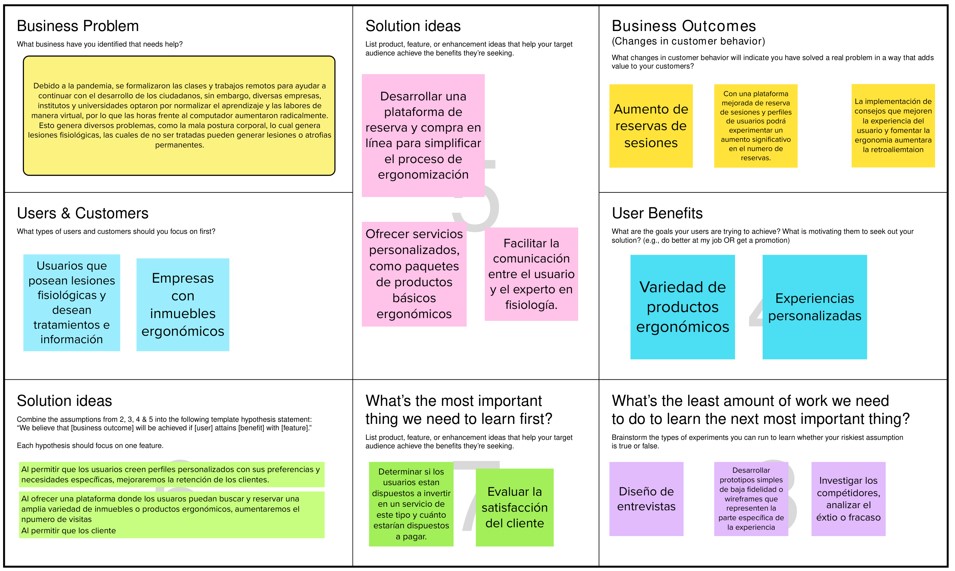 Business Problem
What business have you identified that needs help?
Debido a la pandemia, se formalizaron las clases y trabajos remotos para ayudar a
continuar con el desarrollo de los ciudadanos, sin embargo, diversas empresas,
institutos y universidades optaron por normalizar el aprendizaje y las labores de
manera virtual, por lo que las horas frente al computador aumentaron radicalmente.
Esto genera diversos problemas, como la mala postura corporal, lo cual genera
lesiones fisiológicas, las cuales de no ser tratadas pueden generar lesiones o atrofias
permanentes.
Users & Customers
What types of users and customers should you focus on first?
Usuarios que
posean lesiones
fisiológicas y
desean
tratamientos e
información
Empresas
con
inmuebles
ergonómicos
Solution ideas
List product, feature, or enhancement ideas that help your target
audience achieve the benefits they're seeking.
Desarrollar una
plataforma de
reserva y compra en
línea para simplificar
el proceso de
ergonomización
5
Ofrecer servicios
personalizados,
como paquetes
de productos
básicos
ergonómicos
Facilitar la
comunicación
entre el usuario
y el experto en
fisiología.
Business Outcomes
(Changes in customer behavior)
What changes in customer behavior will indicate you have solved a real problem in a way that adds
value to your customers?
Aumento de
reservas de
sesiones
Con una plataforma
mejorada de reserva
de sesiones y perfiles
de usuarios podrá
experimentar un
aumento significativo
en el numero de
reservas.
La implementación de
consejos que mejoren
la experiencia del
usuario y fomentar la
ergonomia aumentara
la retroaliemtaion
User Benefits
What are the goals your users are trying to achieve? What is motivating them to seek out your
solution? (e.g., do better at my job OR get a promotion)
Variedad de
productos
ergonómicos
4
Experiencias
personalizadas
Solution ideas
Combine the assumptions from 2, 3, 4 & 5 into the following template hypothesis statement:
"We believe that [business outcome] will be achieved if [user] attains [benefit] with [feature]."
Each hypothesis should focus on one feature.
Al permitir que los usuarios creen perfiles personalizados con sus preferencias y
necesidades específicas, mejoraremos la retención de los clientes.
Al ofrecer una plataforma donde los usuaros puedan buscar y reservar una
amplia variedad de inmuebles o productos ergonómicos, aumentaremos el
npumero de visitas
Al permitir que los cliente
What's the most important
thing we need to learn first?
List product, feature, or enhancement ideas that help your target
audience achieve the benefits they're seeking.
Determinar si los
usuarios estan
dispuestos a invertir
en un servicio de
este tipo y cuánto
estarían dispuestos
a pagar.
7
Evaluar la
satisfacción
del cliente
What's the least amount of work we need
to do to learn the next most important thing?
Brainstorm the types of experiments you can run to learn whether your riskiest assumption
is true or false.
Diseño de
entrevistas
Desarrollar
prototipos simples
de baja fidelidad o
wireframes que
representen la
parte específica de
la experiencia
8
Investigar los
compétidores,
analizar el
éxtio o fracaso